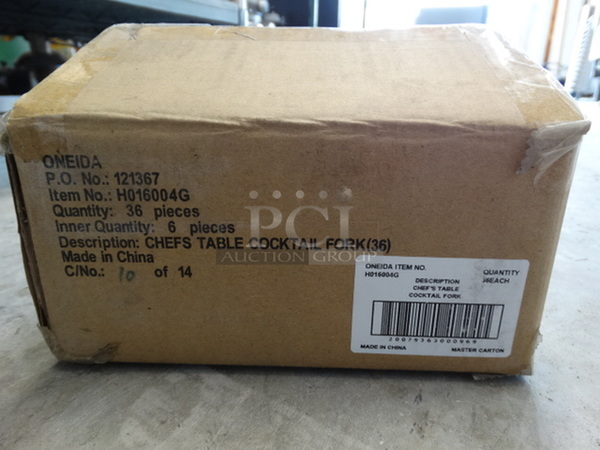 ONEIDA
P.O. No.: 121367
Item No.: H016004G
Quantity: 36 pieces
Inner Quantity: 6 pieces
Description: CHEFS TABLE COCKTAIL FORK(36)
Made in China
C/No.: 10 of 14
PCI
AUCTION GROUP
ONEIDA ITEM NO. QUANTITY
H016004G 36EACH
DESCRIPTION
CHEF'S TABLE
COCKTAIL FORK
MADE IN CHINA MASTER CARTON